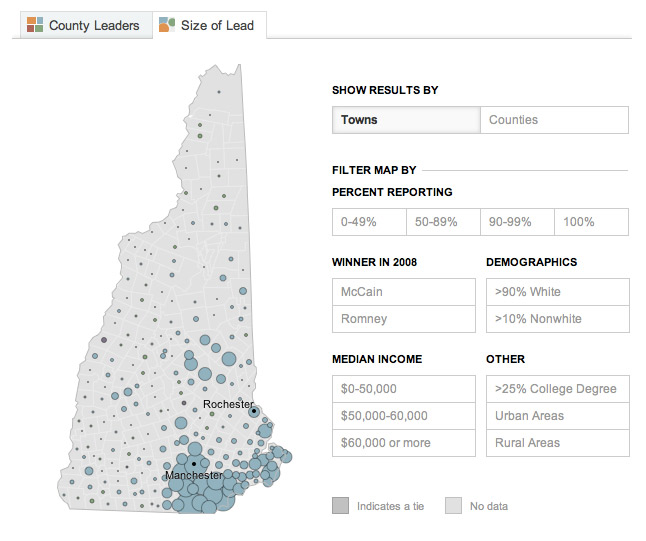 County Leaders
Size of Lead
SHOW RESULTS BY
Towns
Counties
FILTER MAP BY
PERCENT REPORTING
0-49%
50-89%
90-99%
100%
WINNER IN 2008
McCain
Romney
DEMOGRAPHICS
>90% White
>10% Nonwhite
MEDIAN INCOME
$0-50,000
$50,000-60,000
$60,000 or more
OTHER
>25% College Degree
Urban Areas
Rural Areas
Rochester
Manchester
Indicates a tie
No data